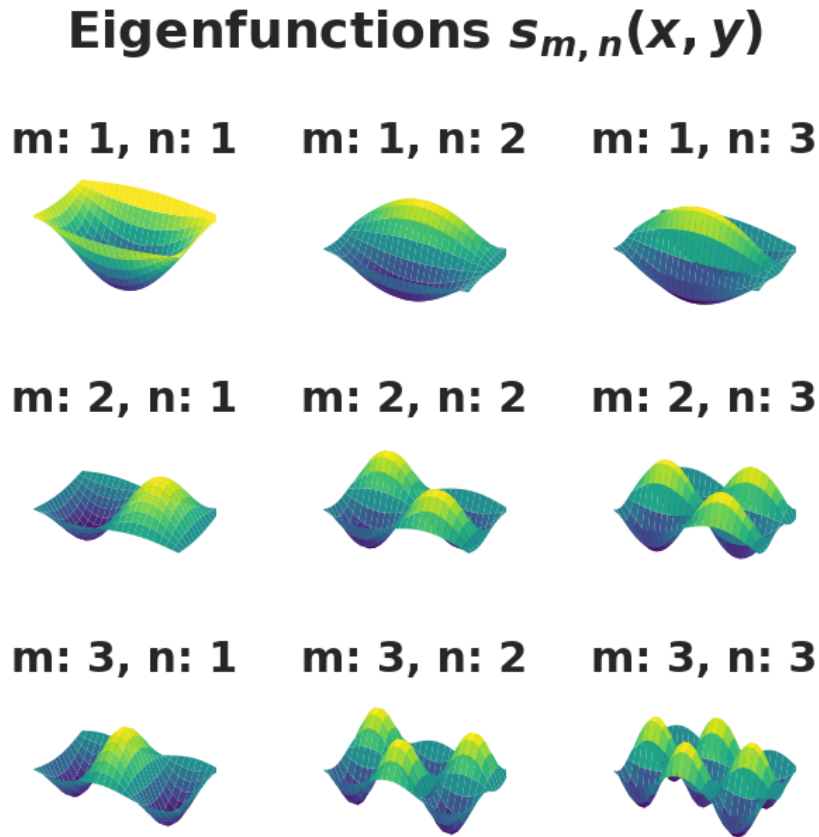 Eigenfunctions s_{m, n}(x, y)
m: 1, n: 1
m: 1, n: 2
m: 1, n: 3
m: 2, n: 1
m: 2, n: 2
m: 2, n: 3
m: 3, n: 1
m: 3, n: 2
m: 3, n: 3